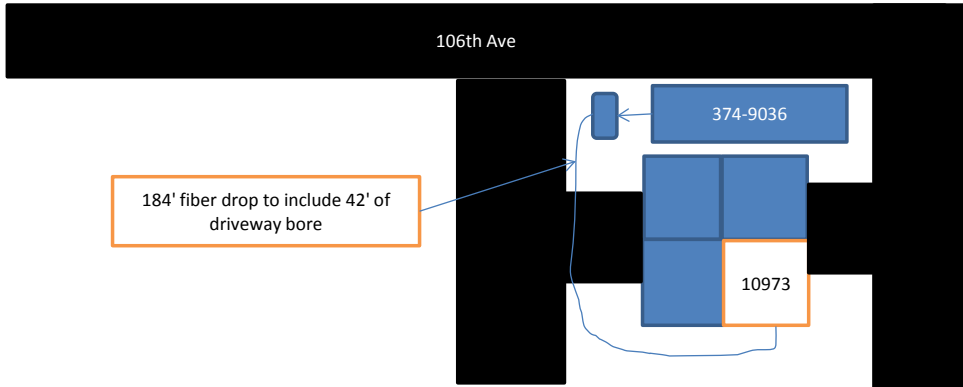 106th Ave
374-9036
184' fiber drop to include 42' of
driveway bore
10973